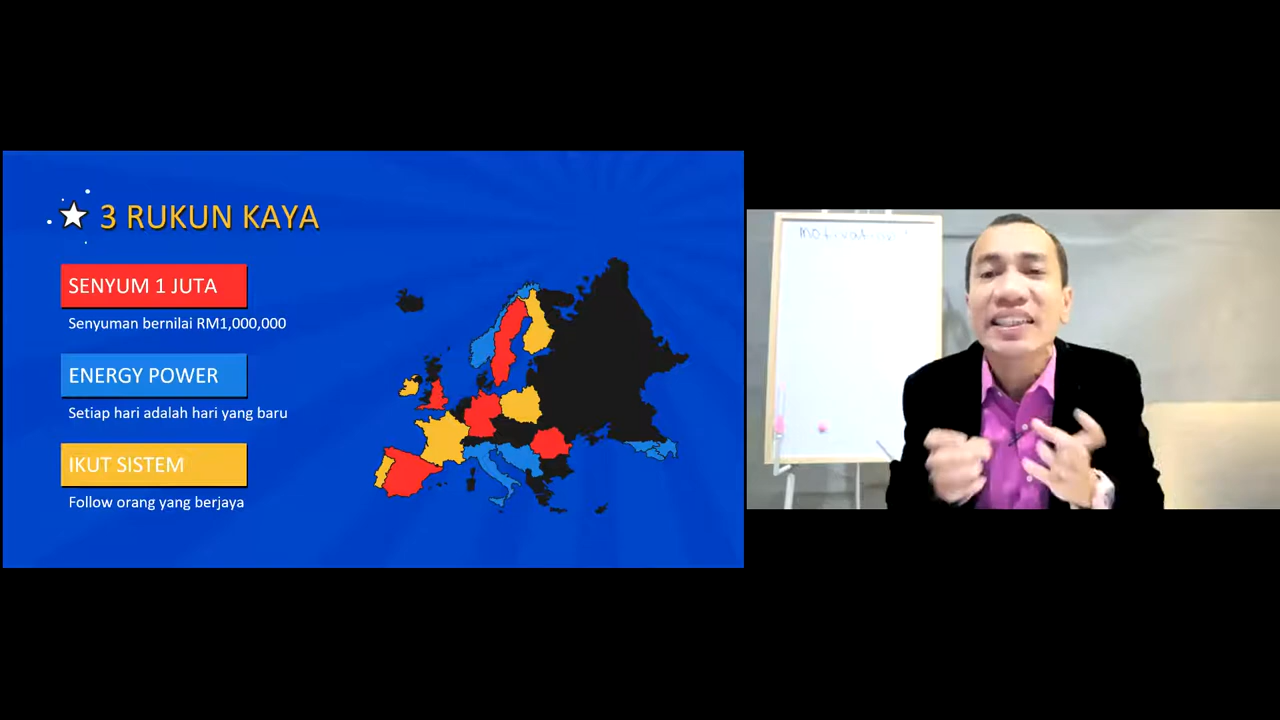 3 RUKUN KAYA
SENYUM 1 JUTA
Senyuman bernilai RM1,000,000
ENERGY POWER
Setiap hari adalah hari yang baru
IKUT SISTEM
Follow orang yang berjaya
Motivation